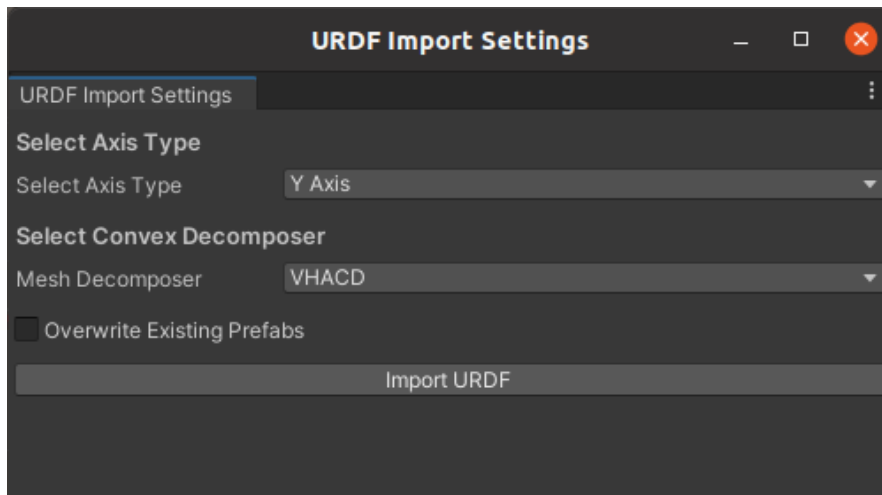 URDF Import Settings
URDF Import Settings
Select Axis Type
Select Axis Type Y Axis
Select Convex Decomposer
Mesh Decomposer VHACD
Overwrite Existing Prefabs
Import URDF